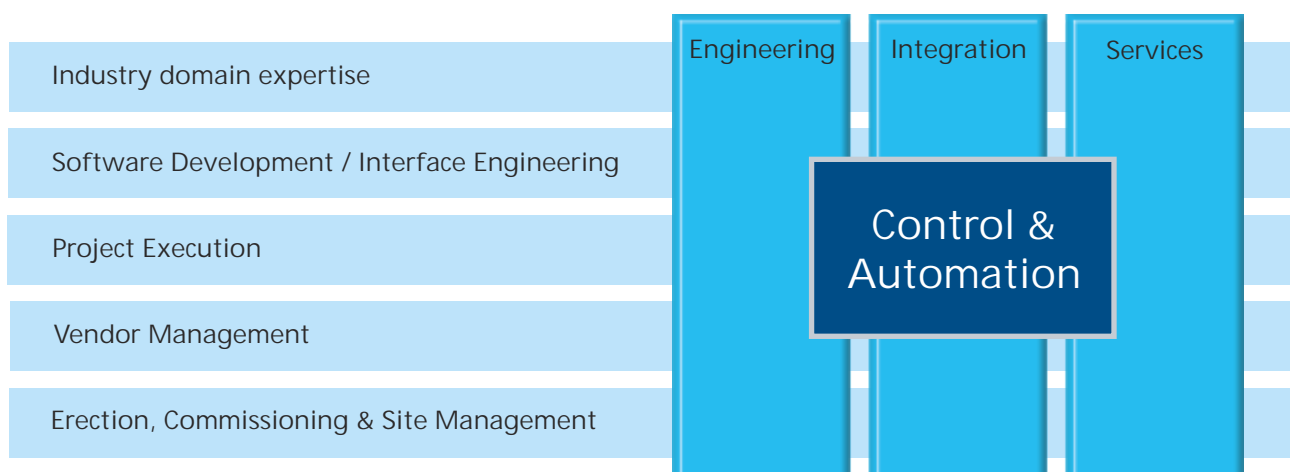 Engineering
Integration
Services
Industry domain expertise
Software Development / Interface Engineering
Project Execution
Vendor Management
Erection, Commissioning & Site Management
Control &
Automation